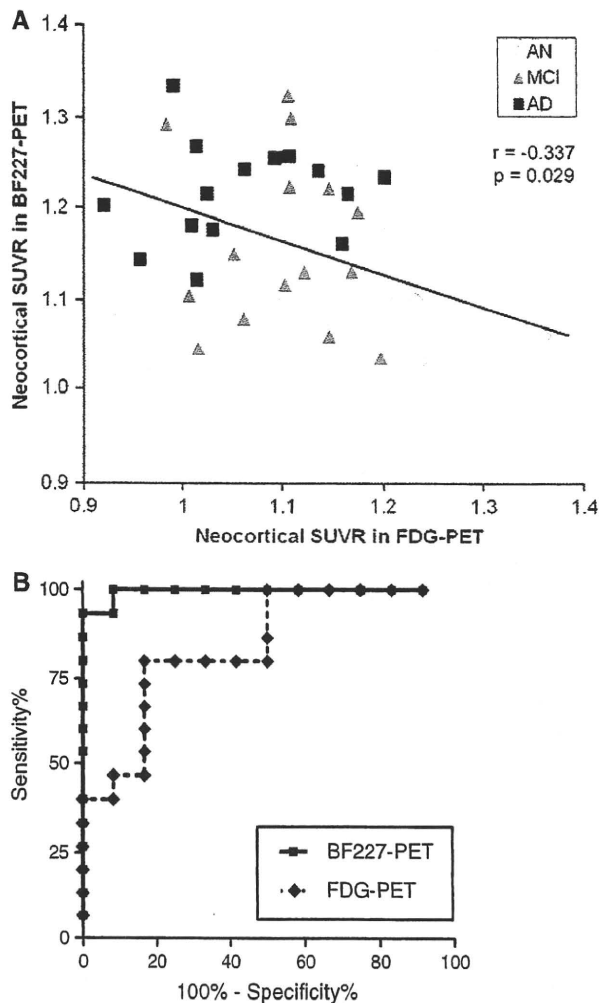 A
1.4
1.3
1.2
1.1
1.0
0.9
Neocortical SUVR in BF227-PET
AN
MCI
AD
r = -0.337
p = 0.029
0.9 1 1.1 1.2 1.3 1.4
Neocortical SUVR in FDG-PET
B
100
75
50
25
0
Sensitivity%
BF227-PET
FDG-PET
0 20 40 60 80 100
100% - Specificity%